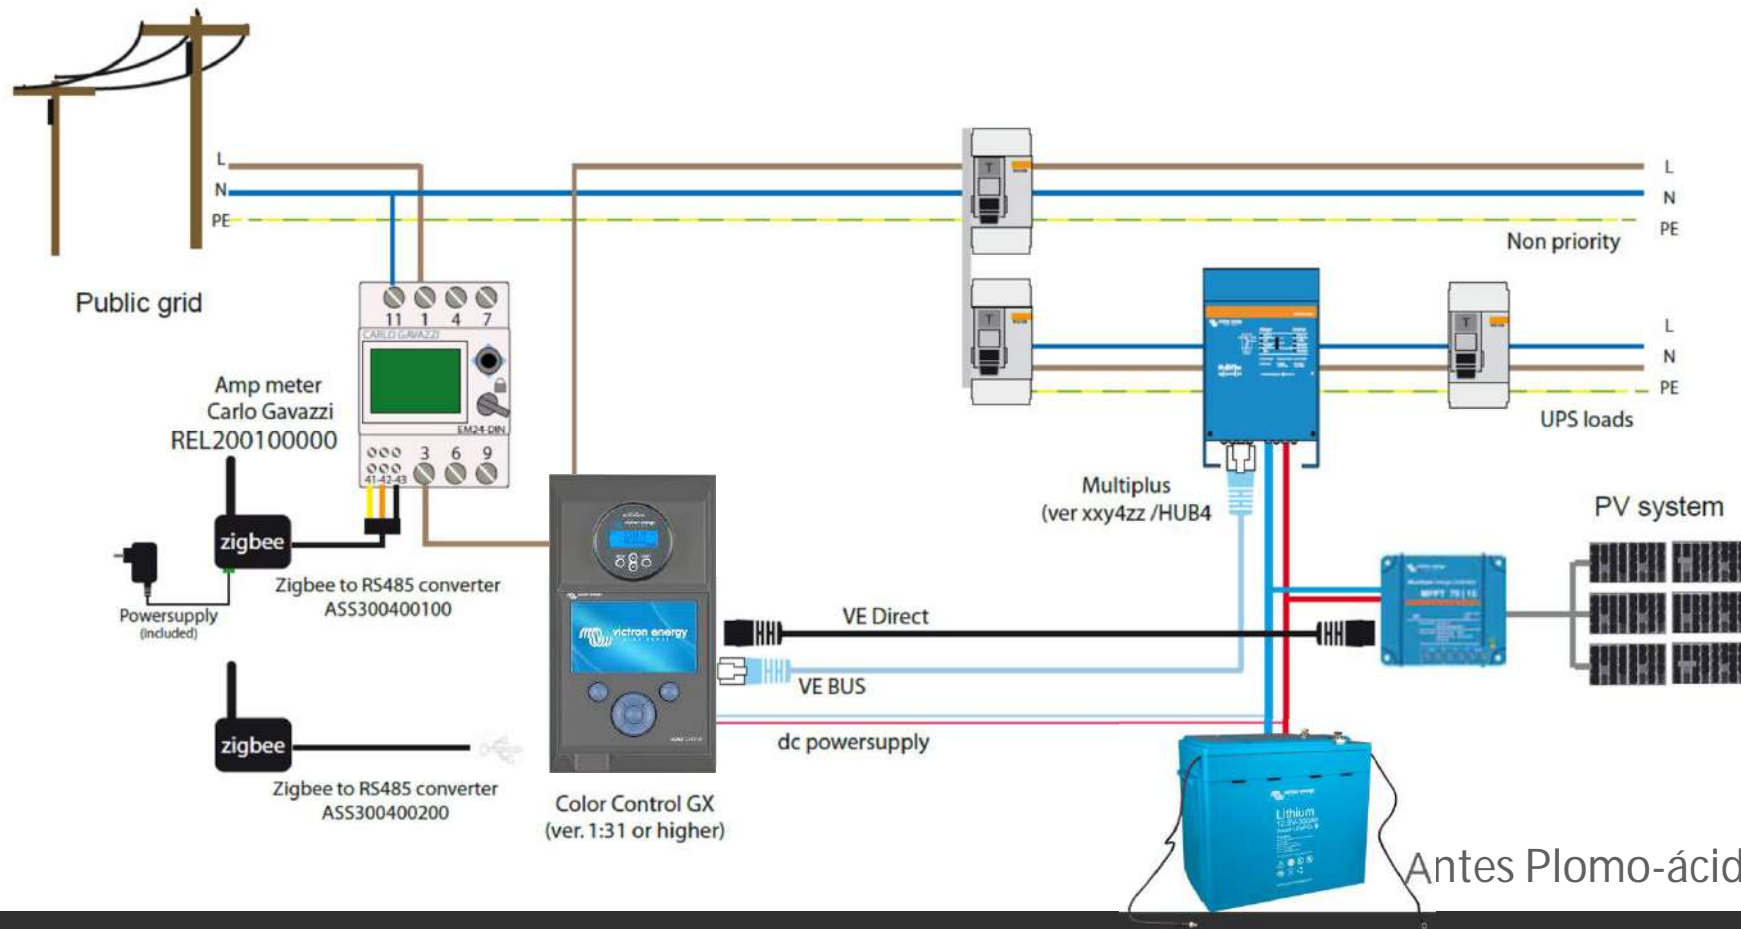 L
N
PE
Public grid
11 1 4 7
CARLO GAVAZZI
EM24-DIN
3 6 9
41-42-43
Amp meter
Carlo Gavazzi
REL200100000
zigbee
Zigbee to RS485 converter
ASS300400100
Powersupply
(included)
zigbee
Zigbee to RS485 converter
ASS300400200
victron energy
Color Control GX
(ver. 1:31 or higher)
VE Direct
VE BUS
dc powersupply
T
T
L
N
PE
Non priority
T
L
N
PE
UPS loads
Multiplus
(ver xxy4zz /HUB4
PV system
MPPT 75|15
Lithium
Antes Plomo-ácid